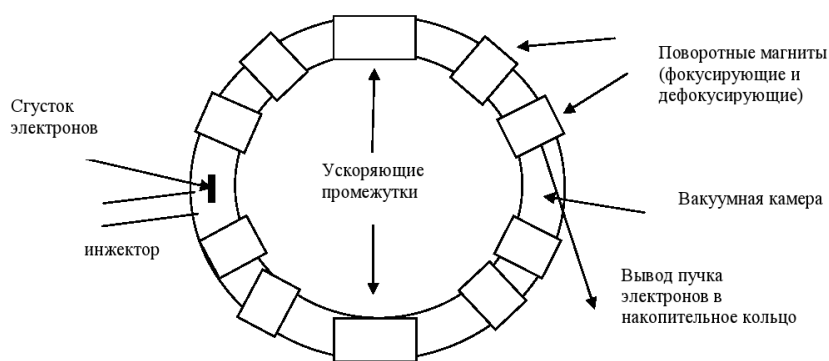 Поворотные магниты
(фокусирующие и
дефокусирующие)
Сгусток
электронов
Ускоряющие
промежутки
Вакуумная камера
инжектор
Вывод пучка
электронов в
накопительное кольцо